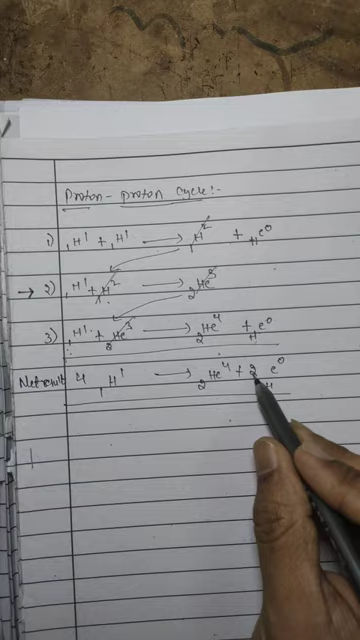 Proton - proton cycle :-
1) ₁H¹ + ₁H¹ ⟶ ₁H² + ₊₁e⁰
→ 2) ₁H¹ + ₁H² ⟶ ₂He³
3) ₁H¹ + ₂He³ ⟶ ₂He⁴ + ₊₁e⁰
Net result 4 ₁H¹ ⟶ ₂He⁴ + 2 ₊₁e⁰